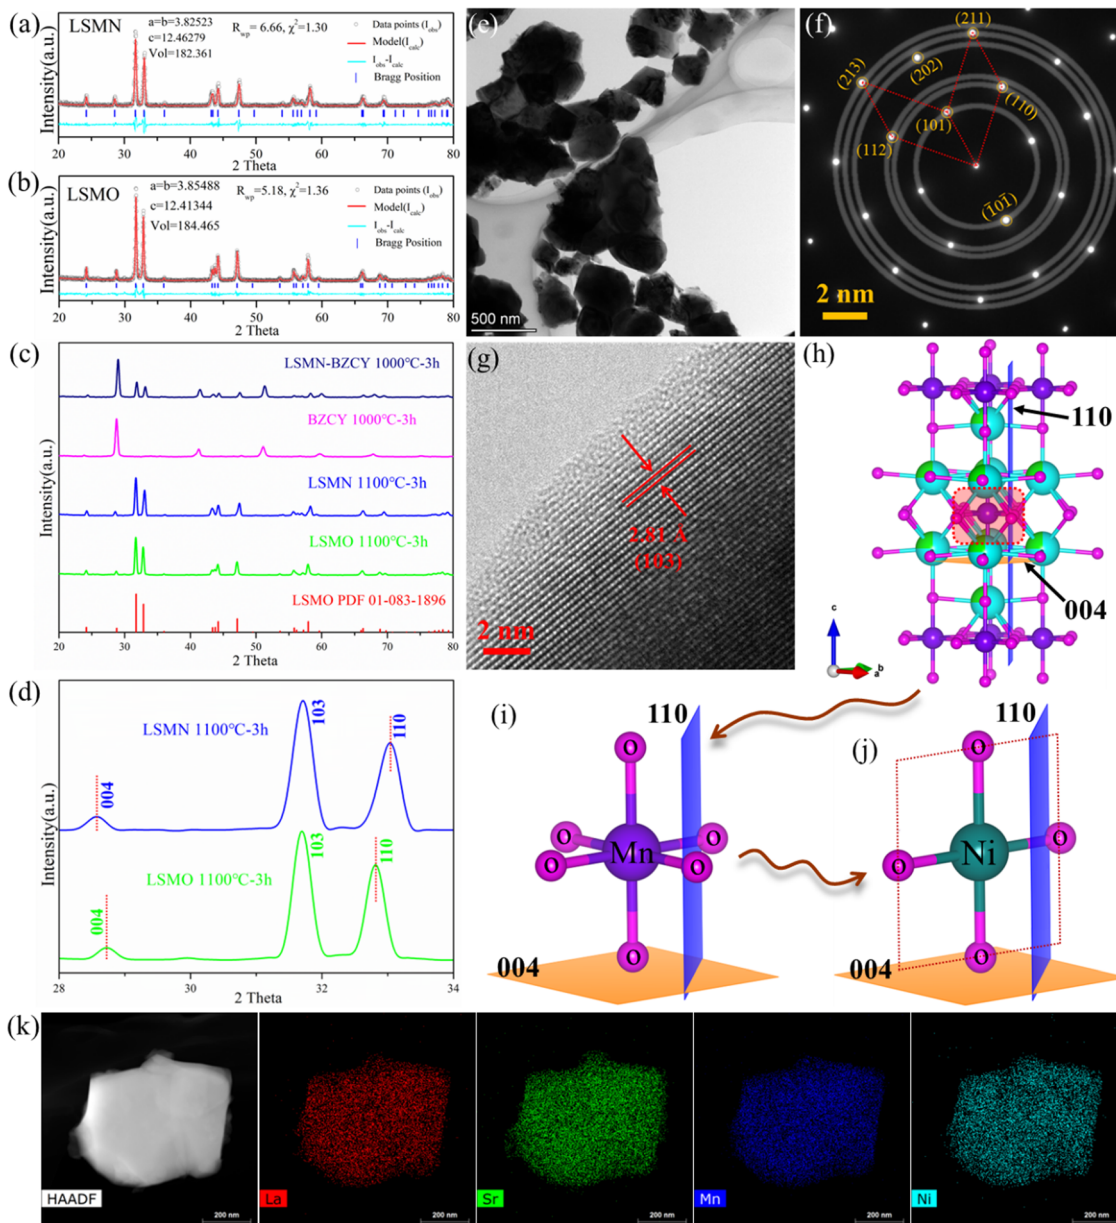 (a) LSMN
a=b=3.82523
c=12.46279
Vol=182.361
Rwp= 6.66, χ²=1.30
Data points (Iobs)
Model(Icalc)
Iobs-Icalc
Bragg Position
Intensity(a.u.)
20 30 40 50 60 70 80
2 Theta
(b) LSMO
a=b=3.85488
c=12.41344
Vol=184.465
Rwp=5.18, χ²=1.36
Data points (Iobs)
Model(Icalc)
Iobs-Icalc
Bragg Position
Intensity(a.u.)
20 30 40 50 60 70 80
2 Theta
(c)
LSMN-BZCY 1000°C-3h
BZCY 1000°C-3h
LSMN 1100°C-3h
LSMO 1100°C-3h
LSMO PDF 01-083-1896
Intensity(a.u.)
20 30 40 50 60 70 80
2 Theta
(d)
LSMN 1100°C-3h
004
103
110
LSMO 1100°C-3h
004
103
110
Intensity(a.u.)
28 29 30 31 32 33 34
2 Theta
(e)
500 nm
(f)
(211)
(202)
(213)
(110)
(101)
(112)
(1̄01̄)
2 nm
(g)
2.81 Å
(103)
2 nm
(h)
110
004
c
b
a
(i)
110
O
O
O
Mn
O
O
O
004
(j)
110
O
O
Ni
O
O
004
(k)
HAADF
200 nm
La
200 nm
Sr
200 nm
Mn
200 nm
Ni
200 nm